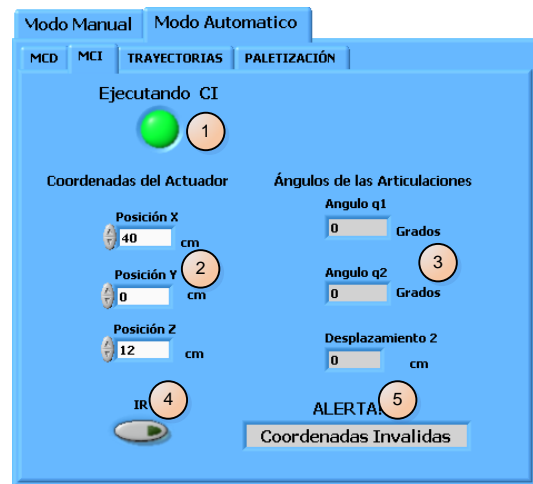 Modo Manual Modo Automatico
MCD MCI TRAYECTORIAS PALETIZACIÓN
Ejecutando CI
1
Coordenadas del Actuador
Posición X
40 cm
2
Posición Y
0 cm
Posición Z
12 cm
Ángulos de las Articulaciones
Angulo q1
0 Grados
3
Angulo q2
0 Grados
Desplazamiento 2
0 cm
IR
4
ALERTA!
5
Coordenadas Invalidas